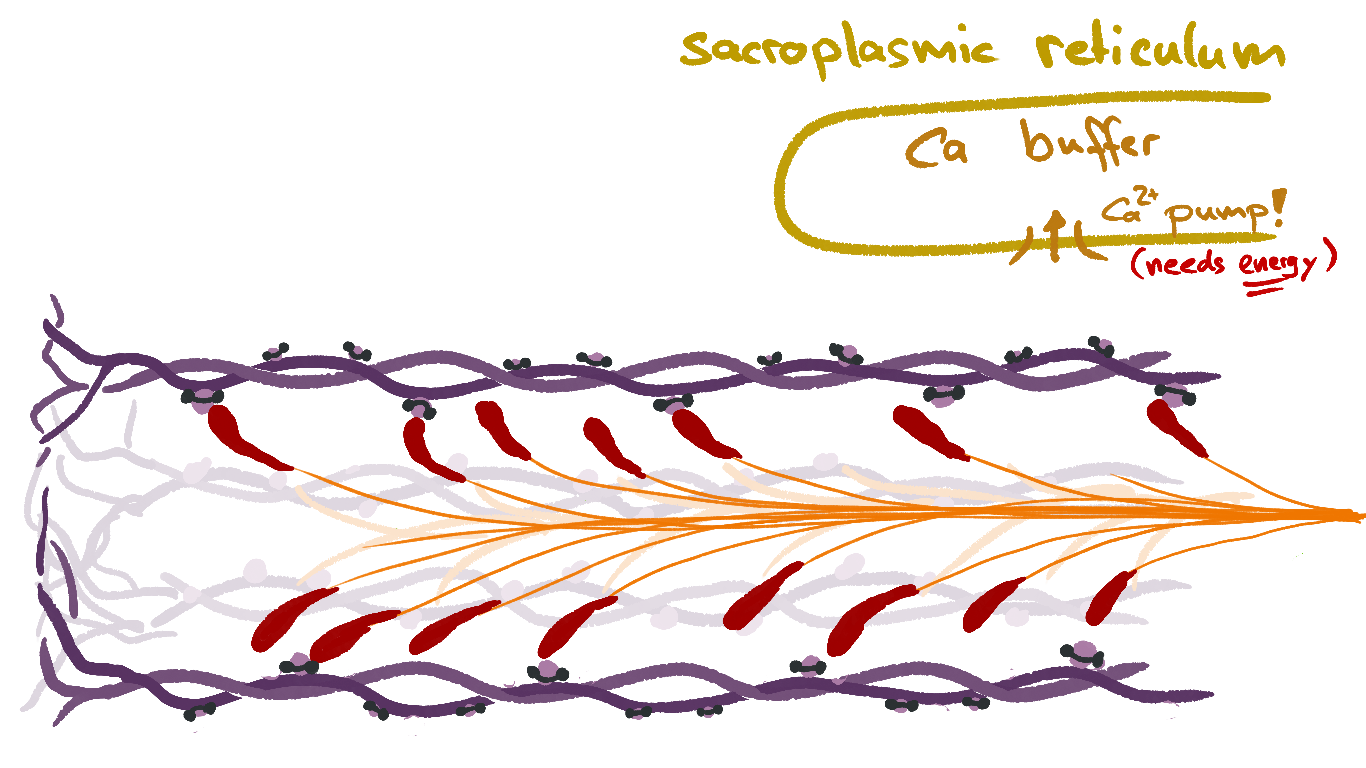 sacroplasmic reticulum
Ca buffer
Ca²⁺ pump!
(needs energy)